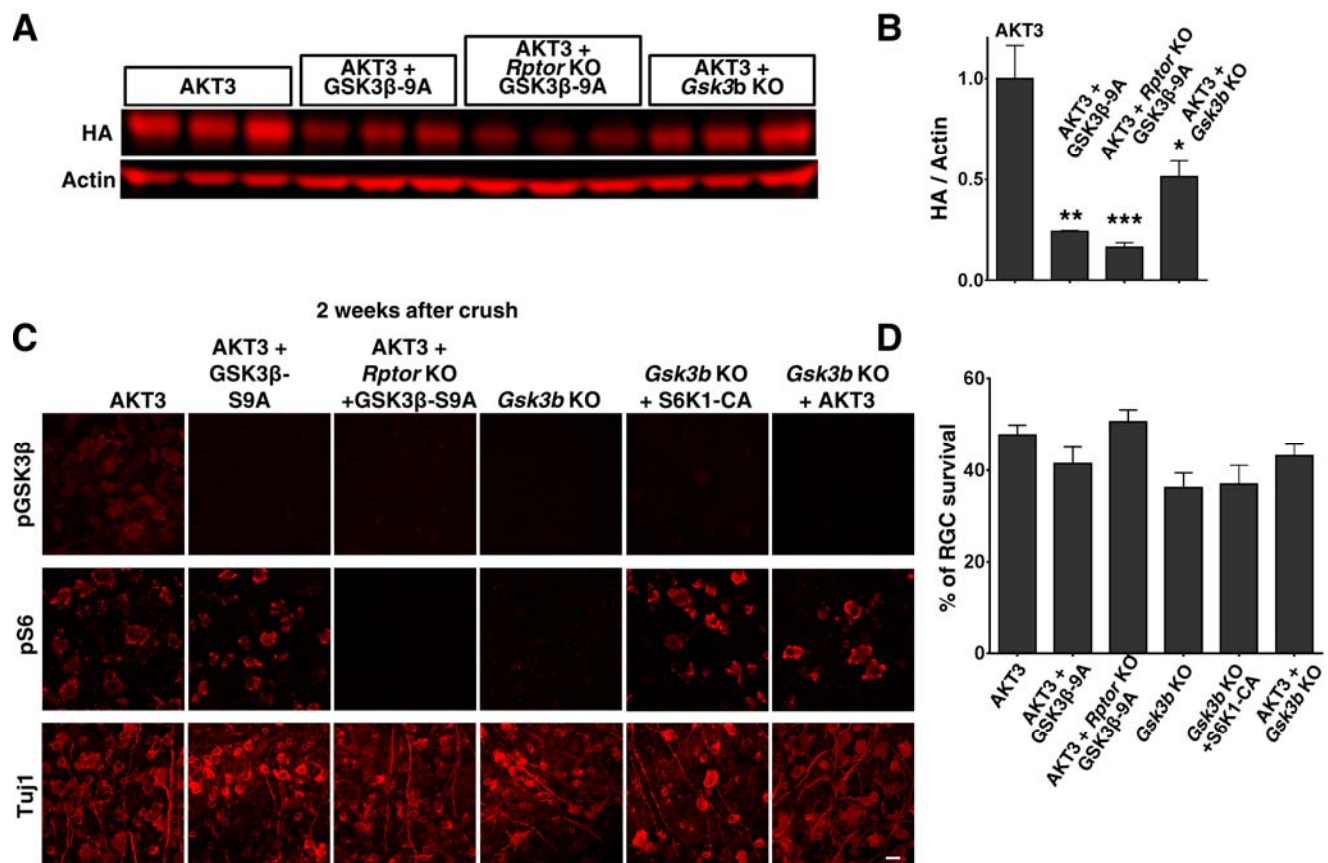 A
AKT3
AKT3 +
GSK3β-9A
AKT3 +
Rptor KO
GSK3β-9A
AKT3 +
Gsk3b KO
HA
Actin
B
AKT3
AKT3 +
GSK3β-9A
AKT3 + Rptor KO
GSK3β-9A
AKT3 +
Gsk3b KO
HA / Actin
1.0
0.5
0.0
**
***
*
2 weeks after crush
C
AKT3
AKT3 +
GSK3β-
S9A
AKT3 +
Rptor KO
+GSK3β-S9A
Gsk3b KO
Gsk3b KO
+ S6K1-CA
Gsk3b KO
+ AKT3
pGSK3β
pS6
Tuj1
D
% of RGC survival
60
40
20
0
AKT3
AKT3 +
GSK3β-9A
AKT3 + Rptor KO
GSK3β-9A
Gsk3b KO
Gsk3b KO
+S6K1-CA
AKT3 +
Gsk3b KO